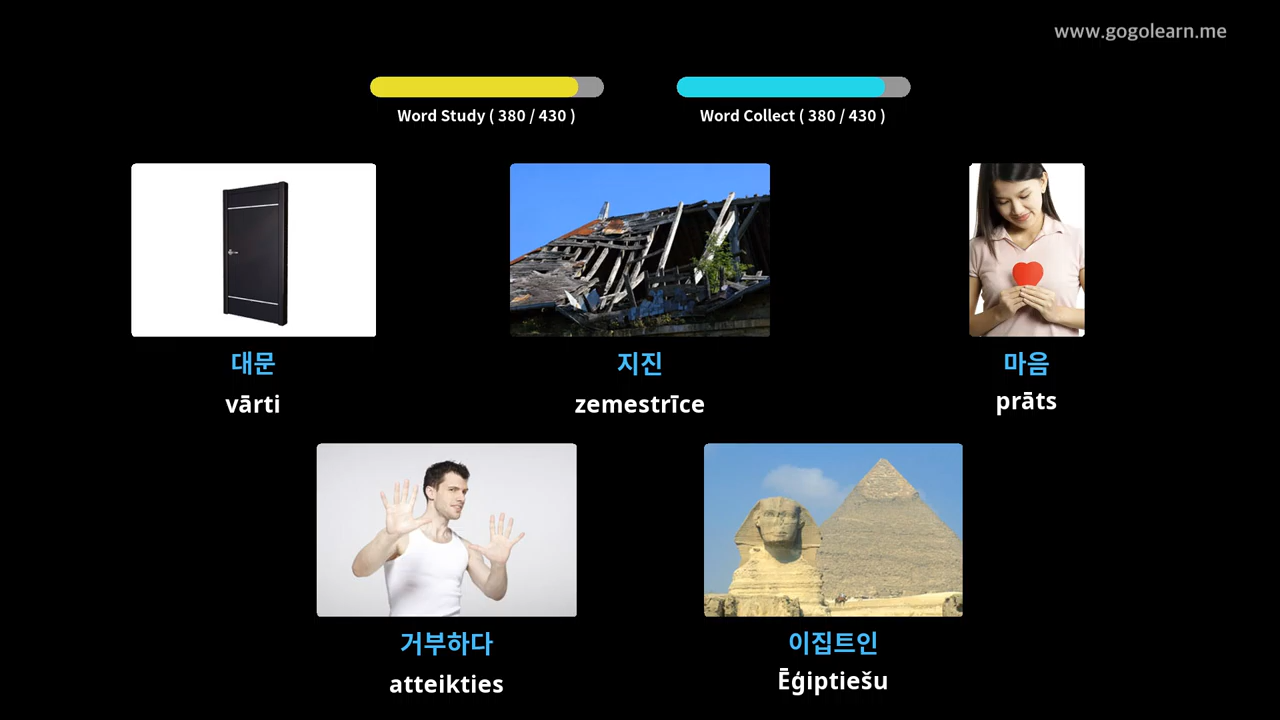 www.gogolearn.me
Word Study ( 380 / 430 )
Word Collect ( 380 / 430 )
대문
vārti
지진
zemestrīce
마음
prāts
거부하다
atteikties
이집트인
Ēģiptiešu